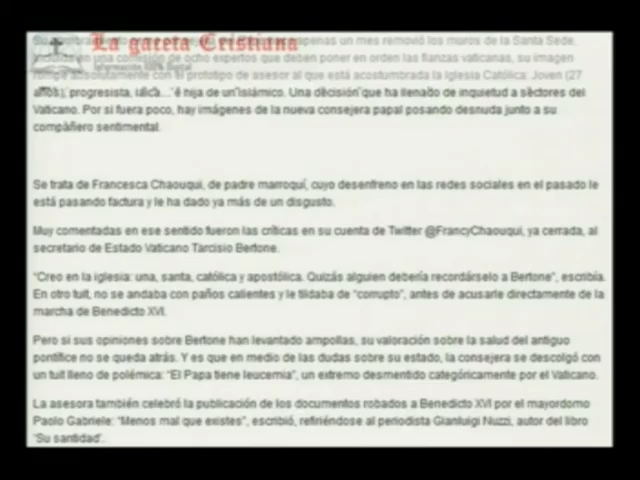 La gaceta Cristiana
Información 100% Digital
apenas un mes removió los muros de la Santa Sede.
en una comisión de ocho expertos que deben poner en orden las fianzas vaticanas, su imagen
rompe absolutamente con el prototipo de asesor al que está acostumbrada la Iglesia Católica: Joven (27
años), progresista, laica... e hija de un islámico. Una decisión que ha llenado de inquietud a sectores del
Vaticano. Por si fuera poco, hay imágenes de la nueva consejera papal posando desnuda junto a su
compañero sentimental.
Se trata de Francesca Chaouqui, de padre marroquí, cuyo desenfreno en las redes sociales en el pasado le
está pasando factura y le ha dado ya más de un disgusto.
Muy comentadas en ese sentido fueron las críticas en su cuenta de Twitter @FrancyChaouqui, ya cerrada, al
secretario de Estado Vaticano Tarcisio Bertone.
“Creo en la iglesia: una, santa, católica y apostólica. Quizás alguien debería recordárselo a Bertone”, escribía.
En otro tuit, no se andaba con paños calientes y le tildaba de “corrupto”, antes de acusarle directamente de la
marcha de Benedicto XVI.
Pero si sus opiniones sobre Bertone han levantado ampollas, su valoración sobre la salud del antiguo
pontífice no se queda atrás. Y es que en medio de las dudas sobre su estado, la consejera se descolgó con
un tuit lleno de polémica: “El Papa tiene leucemia”, un extremo desmentido categóricamente por el Vaticano.
La asesora también celebró la publicación de los documentos robados a Benedicto XVI por el mayordomo
Paolo Gabriele: “Menos mal que existes”, escribió, refiriéndose al periodista Gianluigi Nuzzi, autor del libro
'Su santidad'.